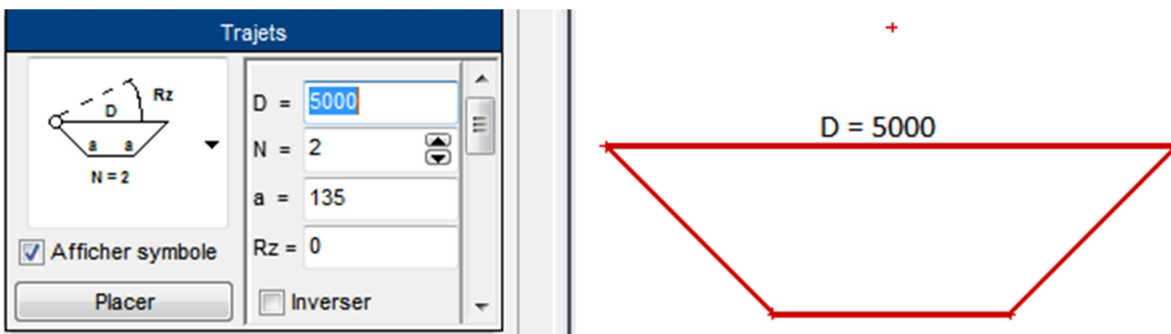 Trajets
Rz
D
a a
N = 2
D = 5000
N = 2
a = 135
Rz = 0
Afficher symbole
Placer
Inverser
D = 5000